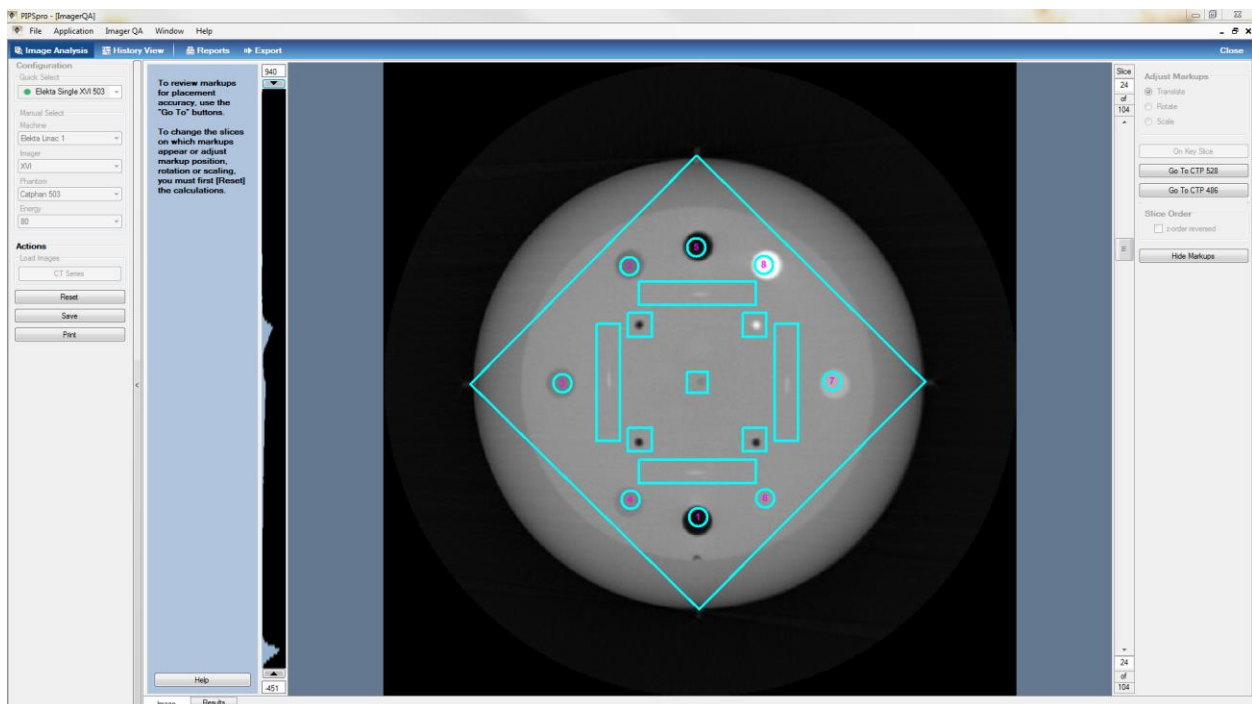 PIPSpro - [ImagerQA]
File Application Imager QA Window Help
Image Analysis History View Reports Export Close
Configuration
Quick Select
Elekta Single XVI 503
Manual Select
Machine
Elekta Linac 1
Imager
XVI
Phantom
Catphan 503
Energy
80
Actions
Load Images
CT Series
Reset
Save
Print
To review markups
for placement
accuracy, use the
"Go To" buttons.
To change the slices
on which markups
appear or adjust
markup position,
rotation or scaling,
you must first [Reset]
the calculations.
Help
940
-451
5
8
3
7
4
6
1
Slice
24
of
104
24
of
104
Adjust Markups
Translate
Rotate
Scale
On Key Slice
Go To CTP 528
Go To CTP 486
Slice Order
z-order reversed
Hide Markups
Image Results